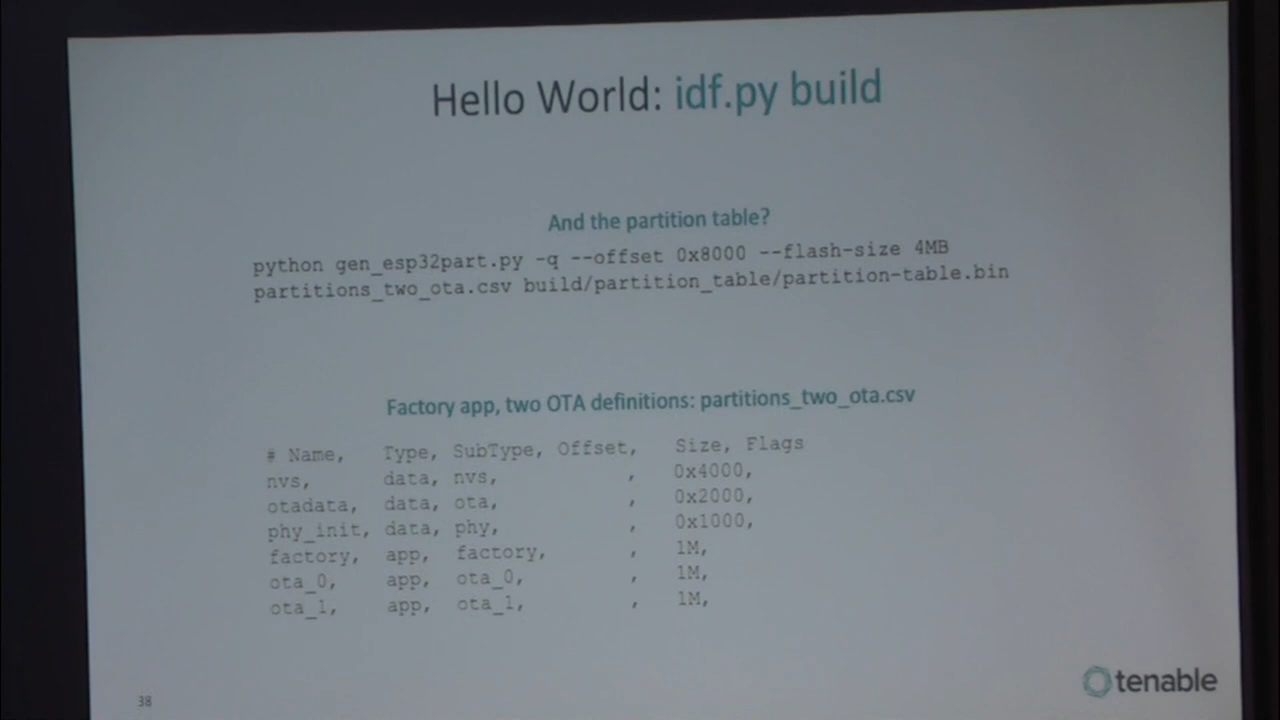 Hello World: idf.py build
And the partition table?
python gen_esp32part.py -q --offset 0x8000 --flash-size 4MB
partitions_two_ota.csv build/partition_table/partition-table.bin
Factory app, two OTA definitions: partitions_two_ota.csv
# Name, Type, SubType, Offset, Size, Flags
nvs, data, nvs, , 0x4000,
otadata, data, ota, , 0x2000,
phy_init, data, phy, , 0x1000,
factory, app, factory, , 1M,
ota_0, app, ota_0, , 1M,
ota_1, app, ota_1, , 1M,
38
tenable